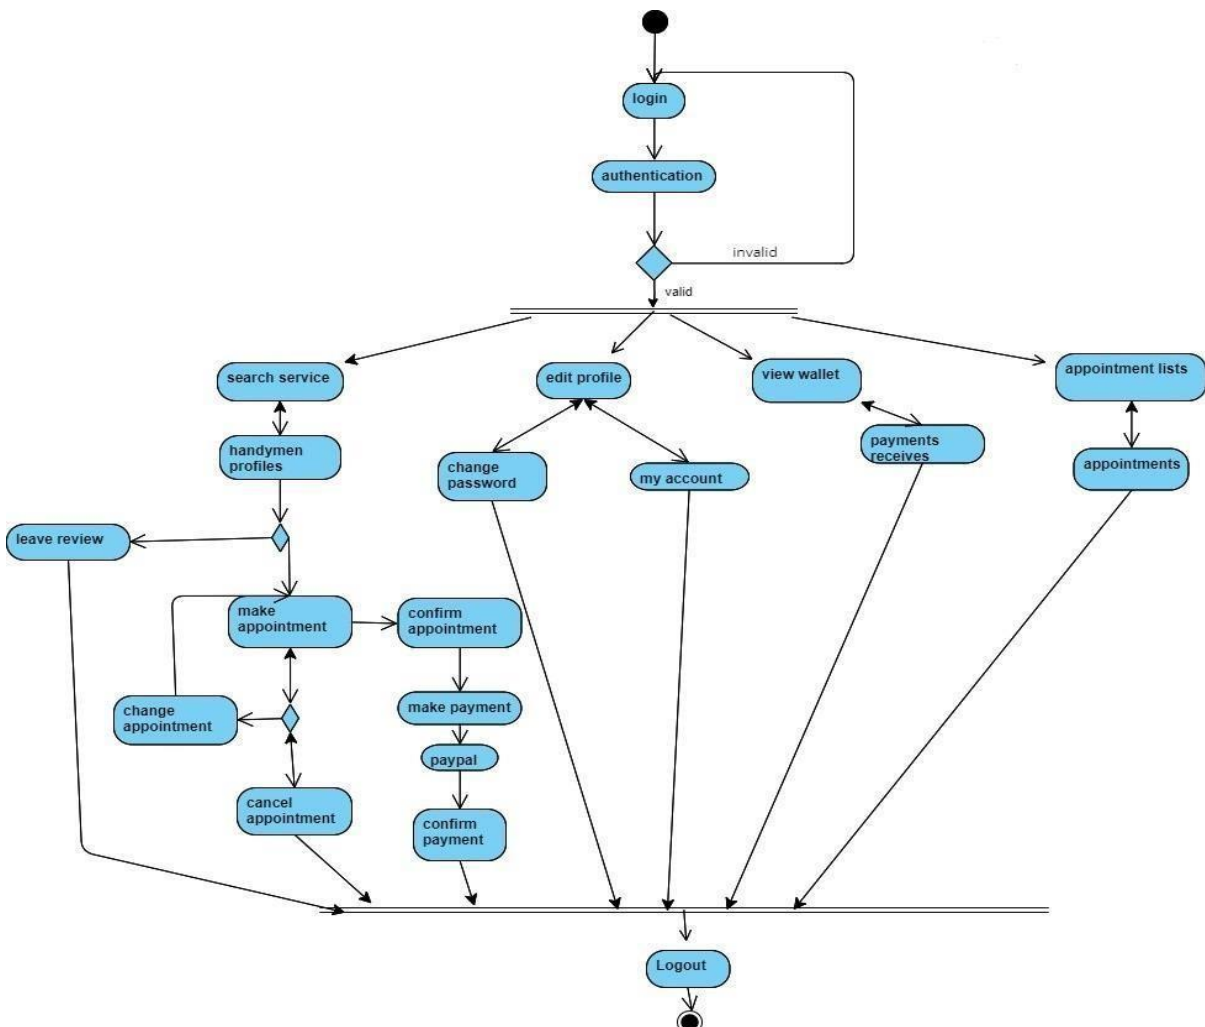 login
authentication
invalid
valid
search service
edit profile
view wallet
appointment lists
handymen
profiles
change
password
my account
payments
receives
appointments
leave review
make
appointment
confirm
appointment
change
appointment
make payment
paypal
cancel
appointment
confirm
payment
Logout